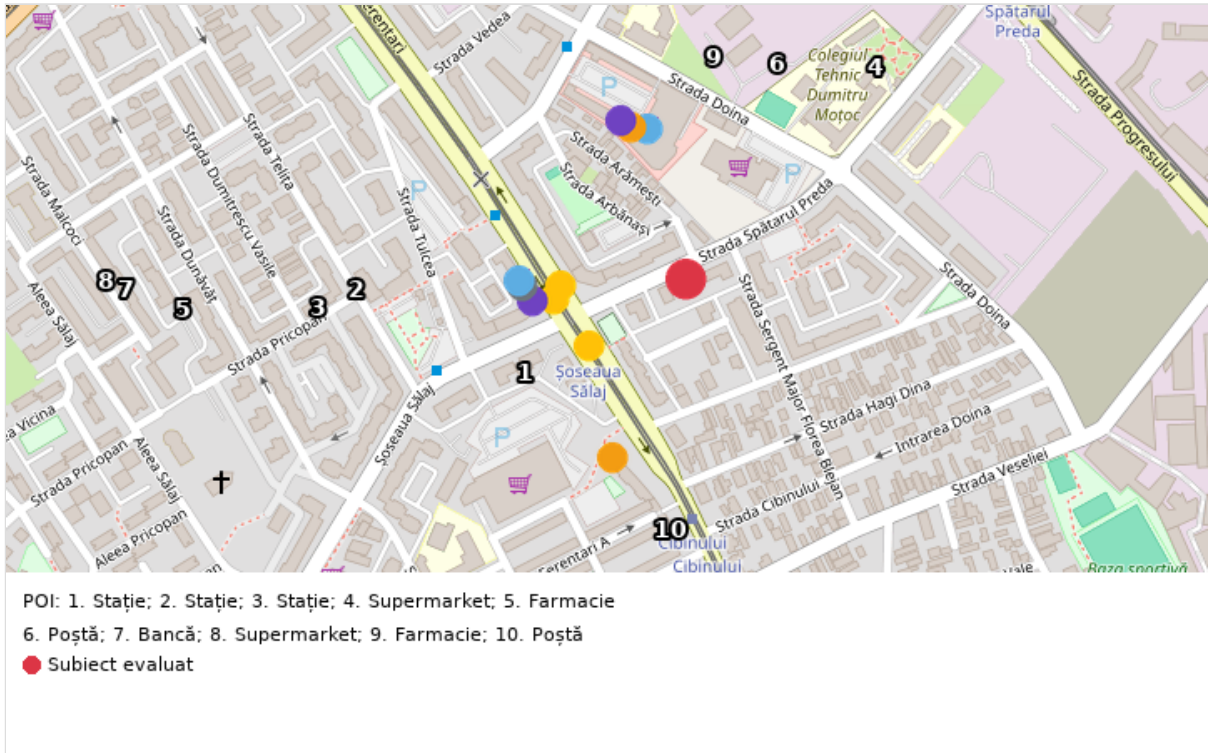 Ferentari
Strada Vedea
Spătarul
Preda
9
6
Colegiul
Tehnic
Dumitru
Moțoc
4
P
Strada Doina
Strada Progresului
Strada Telița
Strada Dumitrescu Vasile
Strada Malcoci
Strada Dunăvăț
Strada Tulcea
P
Strada Arămești
Strada Arbănași
P
Strada Spătarul Preda
8
7
5
3
2
Aleea Sălaj
Strada Pricopan
Strada Sergent Major Florea Blejan
Strada Doina
1
Șoseaua
Sălaj
Șoseaua Sălaj
P
Strada Hagi Dina
Intrarea Doina
ea Vicina
Strada Pricopan
Aleea Sălaj
Aleea Pricopan
Strada Veseliei
Strada Cibinului
Ferentari A
10
Cibinului
Cibinului
Vale
Baza sportivă
POI: 1. Stație; 2. Stație; 3. Stație; 4. Supermarket; 5. Farmacie
6. Poștă; 7. Bancă; 8. Supermarket; 9. Farmacie; 10. Poștă
Subiect evaluat